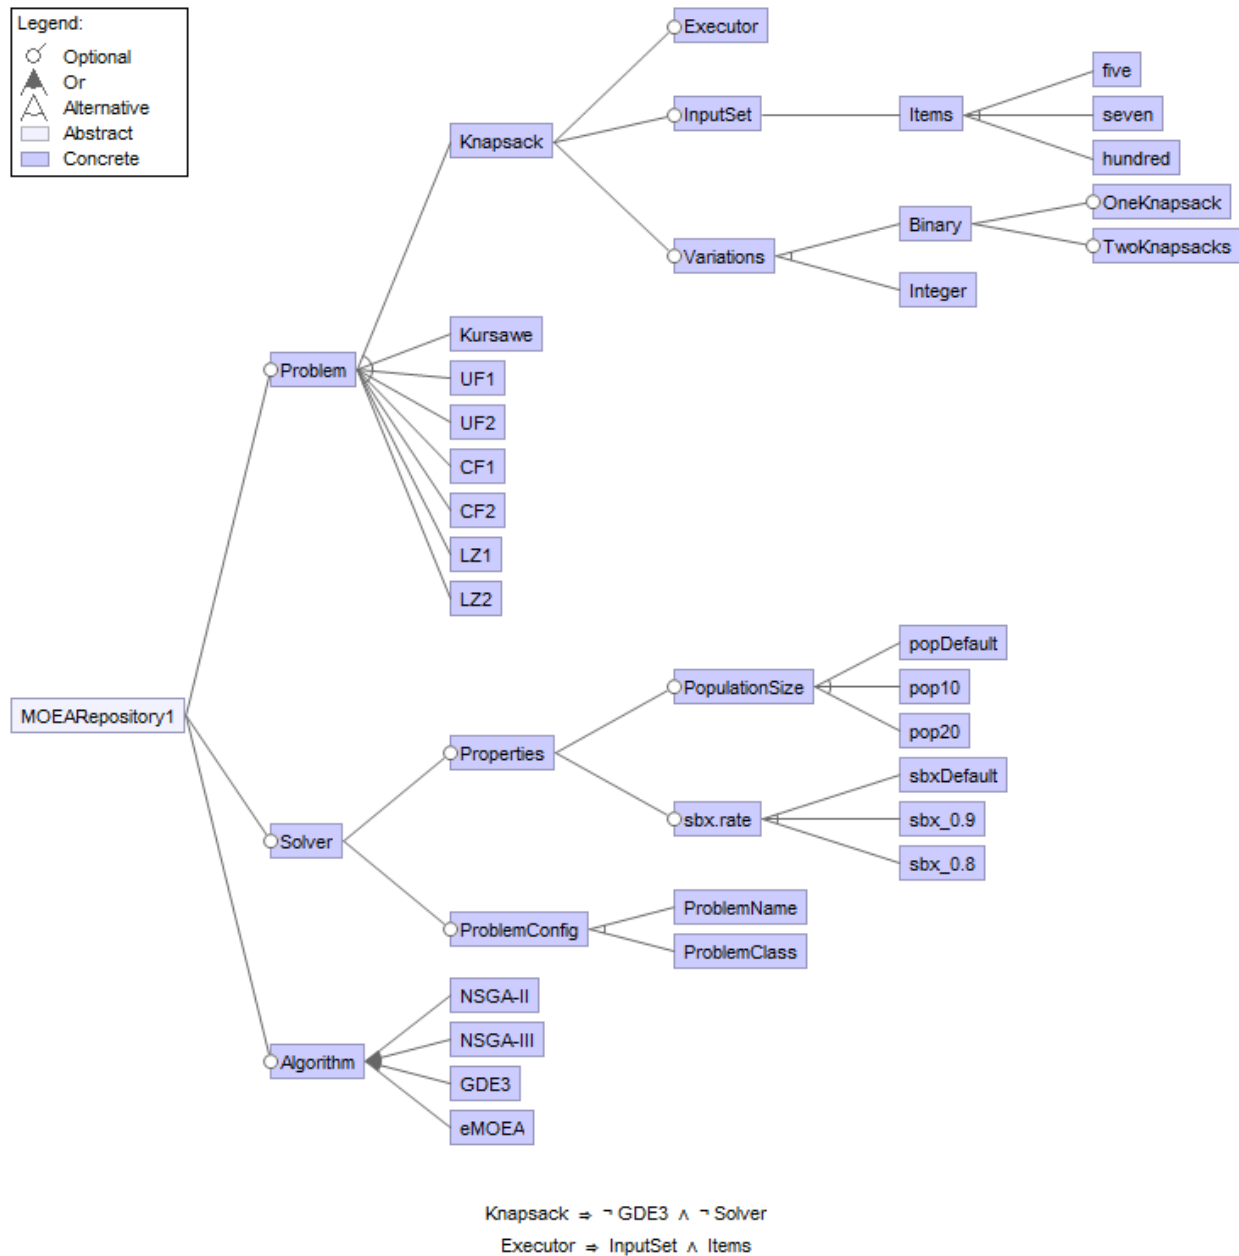 Legend:
Optional
Or
Alternative
Abstract
Concrete
Executor
InputSet
Items
five
seven
hundred
Knapsack
Variations
Binary
OneKnapsack
TwoKnapsacks
Integer
Problem
Kursawe
UF1
UF2
CF1
CF2
LZ1
LZ2
MOEARepository1
Solver
Properties
PopulationSize
popDefault
pop10
pop20
sbx.rate
sbxDefault
sbx_0.9
sbx_0.8
ProblemConfig
ProblemName
ProblemClass
Algorithm
NSGA-II
NSGA-III
GDE3
eMOEA
Knapsack ⇒ ¬ GDE3 ∧ ¬ Solver
Executor ⇒ InputSet ∧ Items